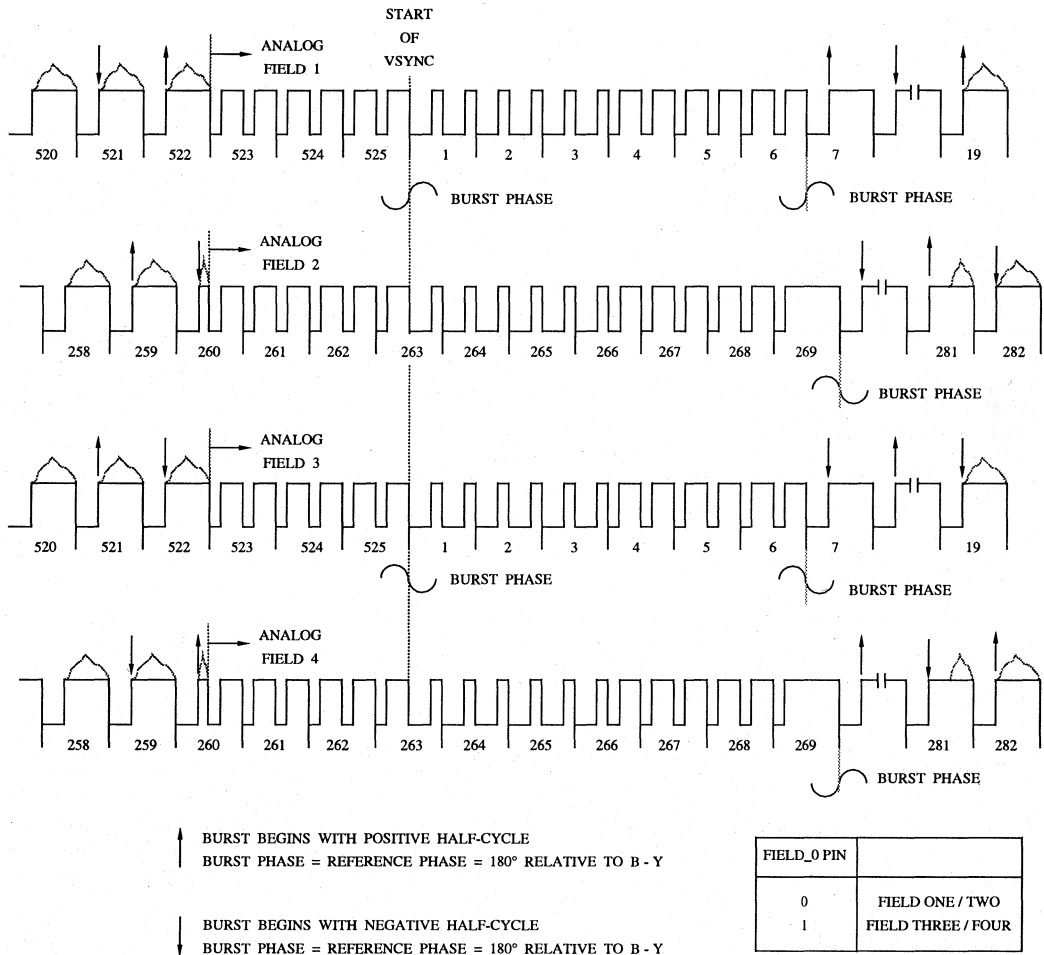 START
OF
VSYNC
ANALOG
FIELD 1
520 521 522 523 524 525 1 2 3 4 5 6 7 19
BURST PHASE BURST PHASE
ANALOG
FIELD 2
258 259 260 261 262 263 264 265 266 267 268 269 281 282
BURST PHASE
ANALOG
FIELD 3
520 521 522 523 524 525 1 2 3 4 5 6 7 19
BURST PHASE BURST PHASE
ANALOG
FIELD 4
258 259 260 261 262 263 264 265 266 267 268 269 281 282
BURST PHASE
BURST BEGINS WITH POSITIVE HALF-CYCLE
BURST PHASE = REFERENCE PHASE = 180° RELATIVE TO B - Y
BURST BEGINS WITH NEGATIVE HALF-CYCLE
BURST PHASE = REFERENCE PHASE = 180° RELATIVE TO B - Y
FIELD_0 PIN
0 FIELD ONE / TWO
1 FIELD THREE / FOUR